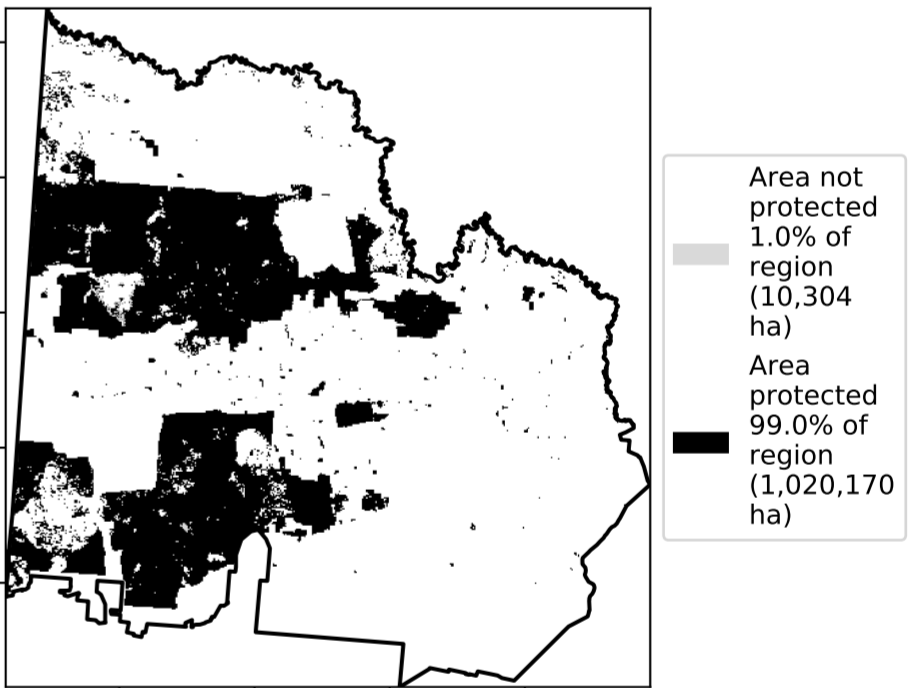 Area not
protected
1.0% of
region
(10,304
ha)
Area
protected
99.0% of
region
(1,020,170
ha)